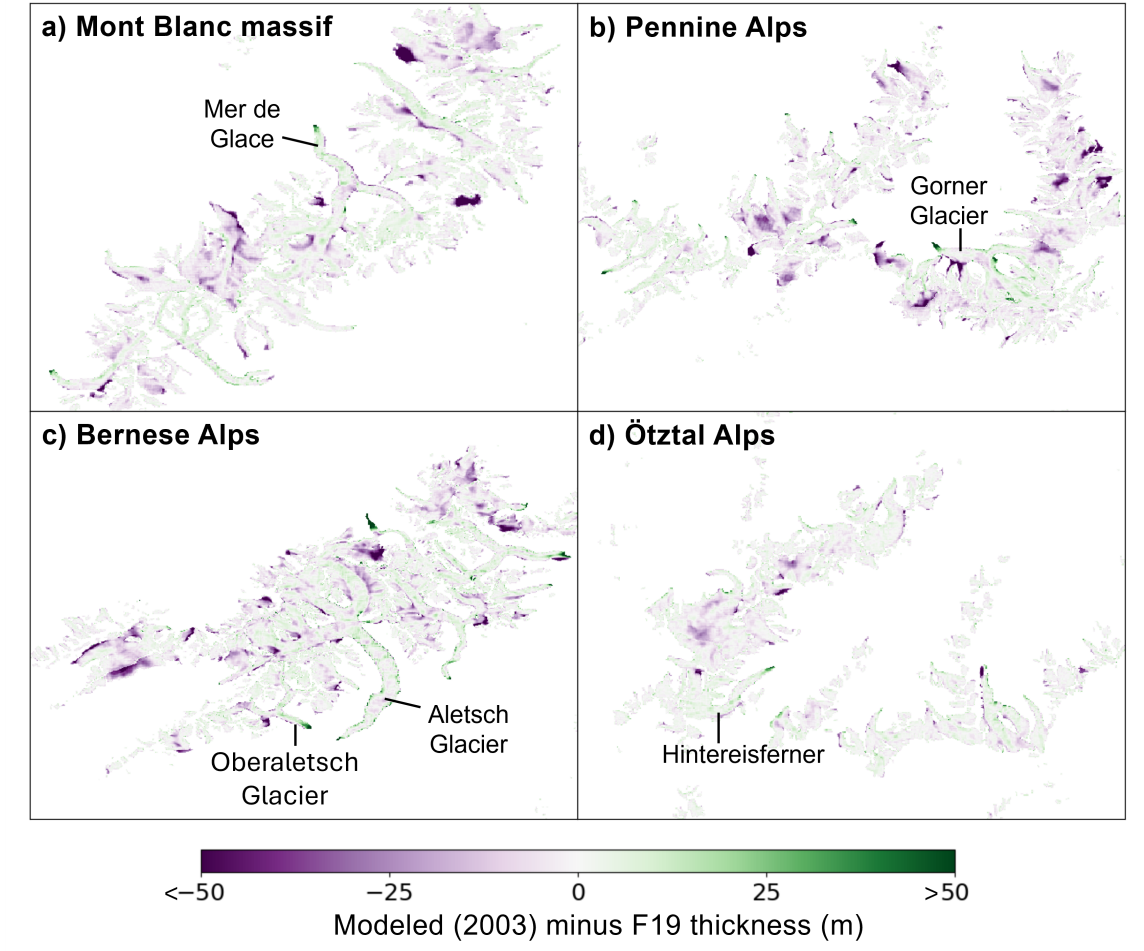 a) Mont Blanc massif
Mer de
Glace
b) Pennine Alps
Gorner
Glacier
c) Bernese Alps
Aletsch
Glacier
Oberaletsch
Glacier
d) Ötztal Alps
Hintereisferner
<−50 −25 0 25 >50
Modeled (2003) minus F19 thickness (m)